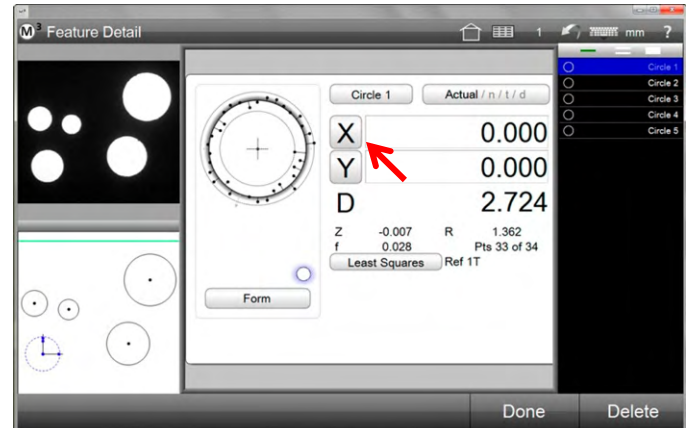 M³ Feature Detail
1
mm ?
Circle 1
Actual / n / t / d
X 0.000
Y 0.000
D 2.724
Z -0.007 R 1.362
f 0.028 Pts 33 of 34
Least Squares Ref 1T
Form
Circle 1
Circle 2
Circle 3
Circle 4
Circle 5
Done
Delete